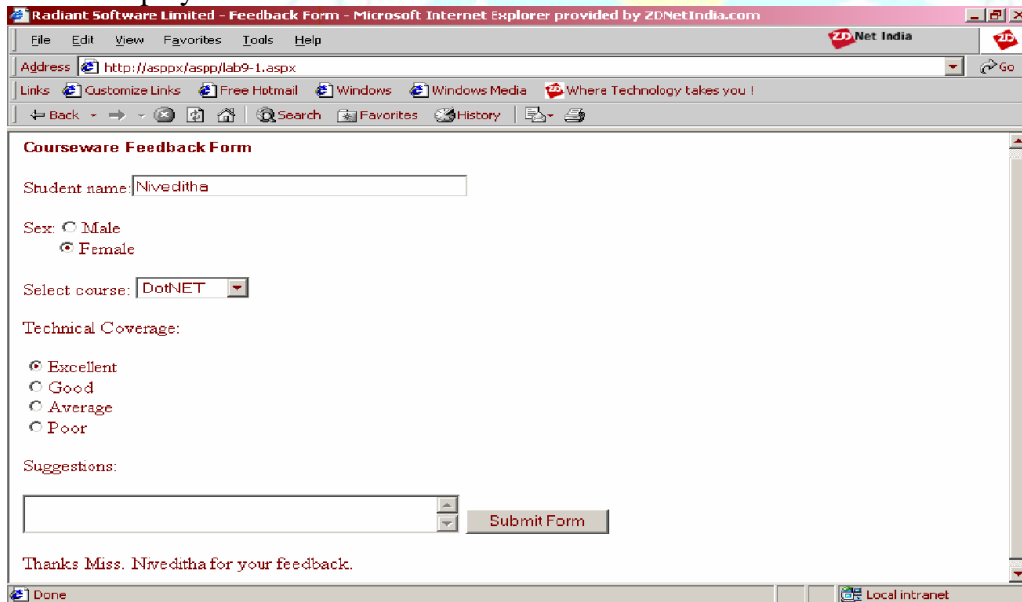 Radiant Software Limited - Feedback Form - Microsoft Internet Explorer provided by ZDNetIndia.com
File Edit View Favorites Tools Help
ZD Net India ZD
Address http://asppx/aspp/lab9-1.aspx Go
Links Customize Links Free Hotmail Windows Windows Media Where Technology takes you !
Back Search Favorites History
Courseware Feedback Form
Student name: Niveditha
Sex: Male
Female
Select course: DotNET
Technical Coverage:
Excellent
Good
Average
Poor
Suggestions:
Submit Form
Thanks Miss. Niveditha for your feedback.
Done Local intranet